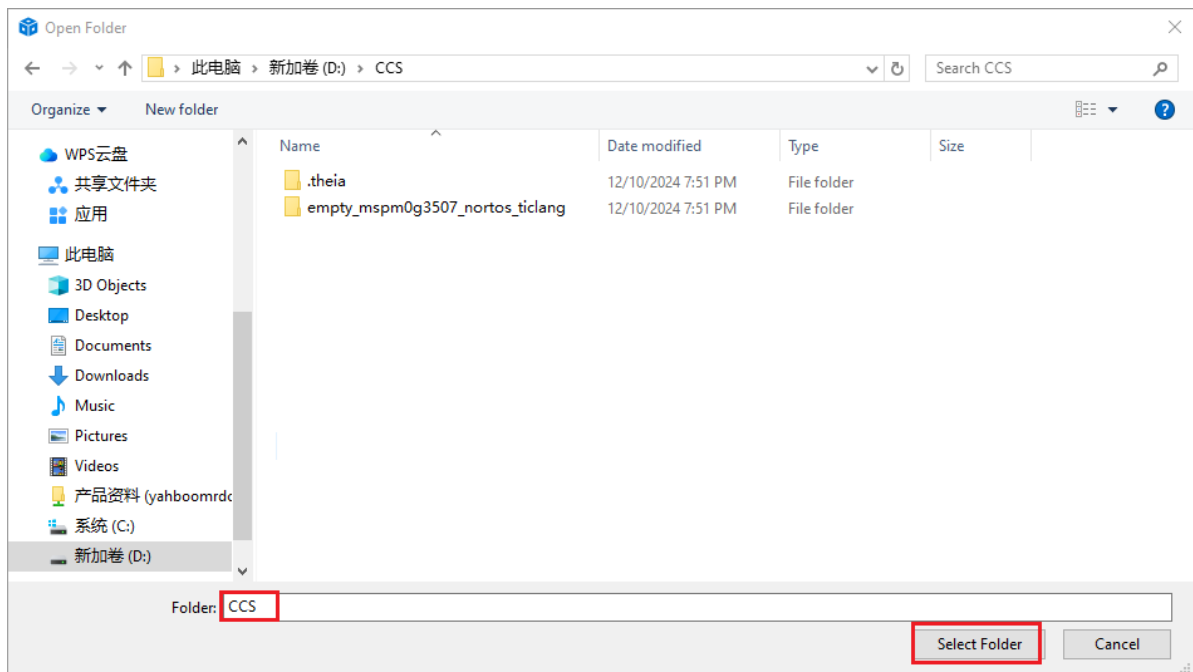 Open Folder
此电脑 > 新加卷 (D:) > CCS
Search CCS
Organize
New folder
Name
Date modified
Type
Size
WPS云盘
共享文件夹
应用
此电脑
3D Objects
Desktop
Documents
Downloads
Music
Pictures
Videos
产品资料 (yahboomrdc
系统 (C:)
新加卷 (D:)
.theia 12/10/2024 7:51 PM File folder
empty_mspm0g3507_nortos_ticlang 12/10/2024 7:51 PM File folder
Folder: CCS
Select Folder
Cancel